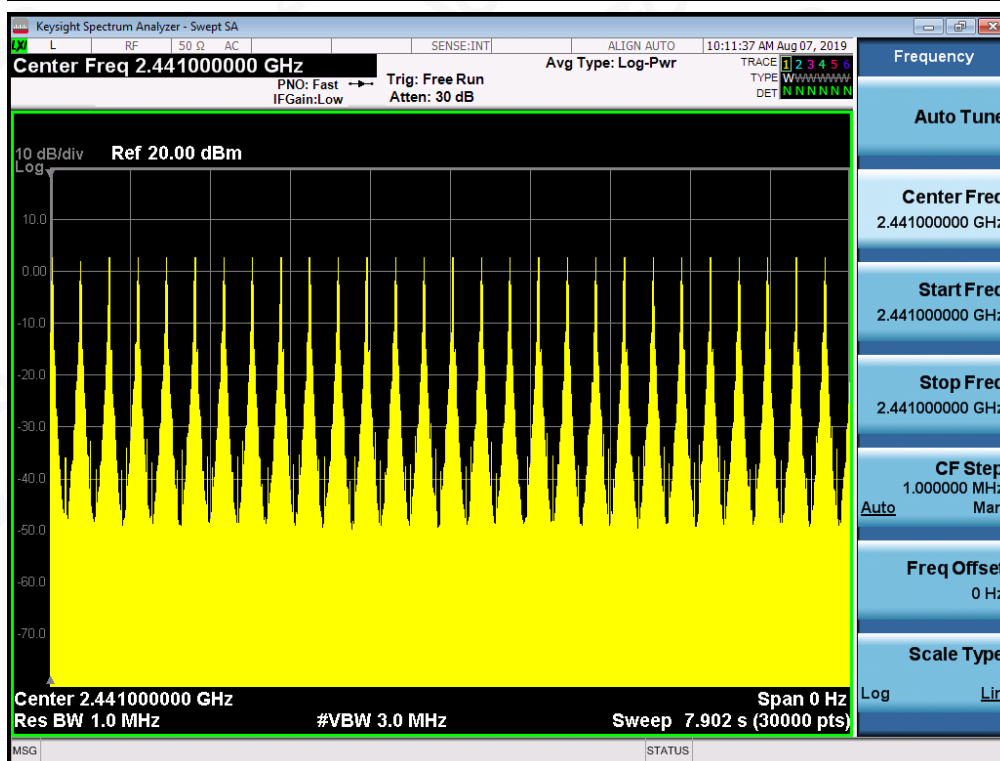 Keysight Spectrum Analyzer - Swept SA
LXI L RF 50 Ω AC SENSE:INT ALIGN AUTO 10:11:37 AM Aug 07, 2019
Center Freq 2.441000000 GHz
PNO: Fast
IFGain:Low
Trig: Free Run
Atten: 30 dB
Avg Type: Log-Pwr
TRACE 1 2 3 4 5 6
TYPE WWWWWW
DET N N N N N N
10 dB/div
Log
Ref 20.00 dBm
10.0
0.00
-10.0
-20.0
-30.0
-40.0
-50.0
-60.0
-70.0
Center 2.441000000 GHz
Span 0 Hz
Res BW 1.0 MHz
#VBW 3.0 MHz
Sweep 7.902 s (30000 pts)
MSG
STATUS
Frequency
Auto Tune
Center Freq
2.441000000 GHz
Start Freq
2.441000000 GHz
Stop Freq
2.441000000 GHz
CF Step
1.000000 MHz
Auto Man
Freq Offset
0 Hz
Scale Type
Log Lin